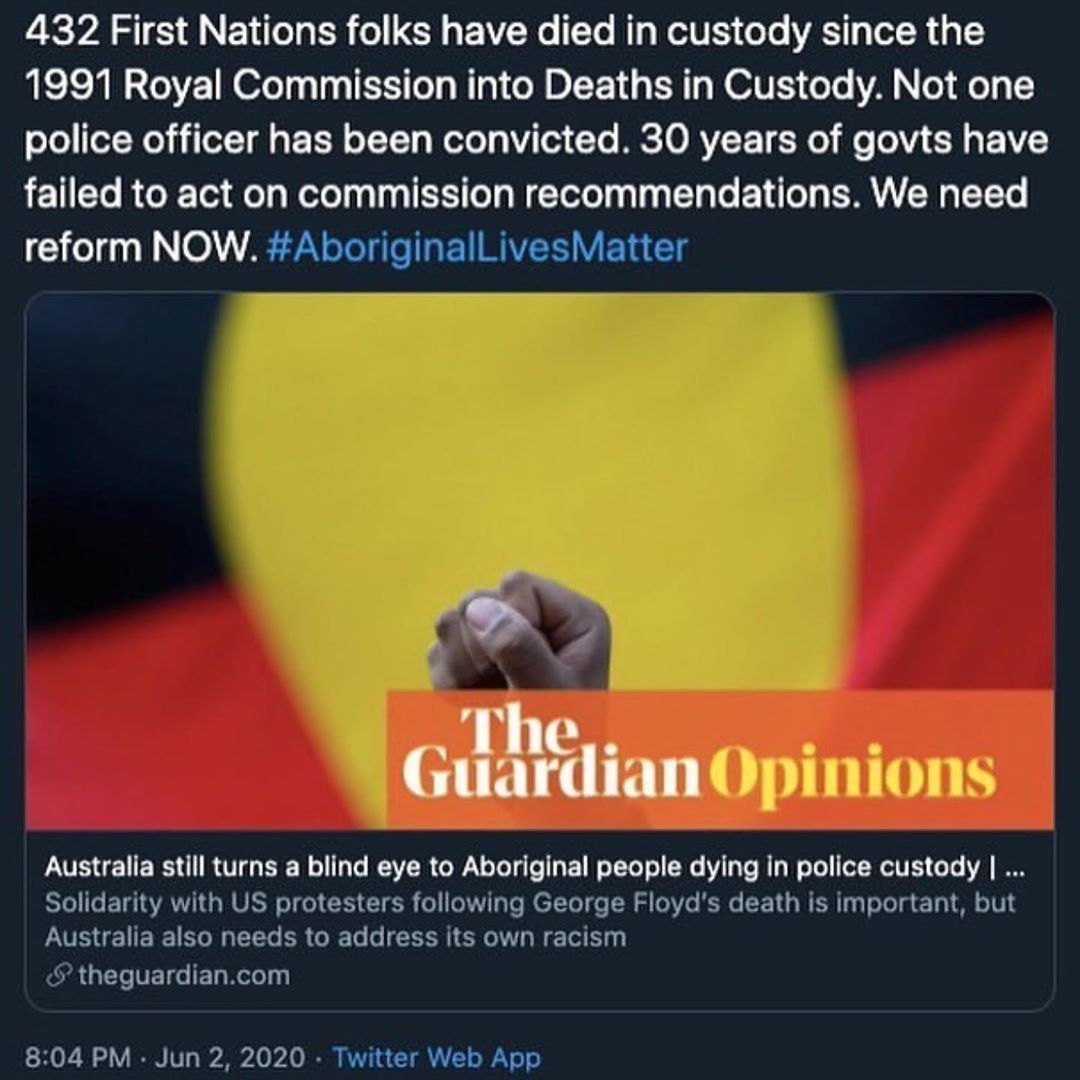 432 First Nations folks have died in custody since the
1991 Royal Commission into Deaths in Custody. Not one
police officer has been convicted. 30 years of govts have
failed to act on commission recommendations. We need
reform NOW. #AboriginalLivesMatter
The
Guardian Opinions
Australia still turns a blind eye to Aboriginal people dying in police custody | ...
Solidarity with US protesters following George Floyd's death is important, but
Australia also needs to address its own racism
theguardian.com
8:04 PM · Jun 2, 2020 · Twitter Web App